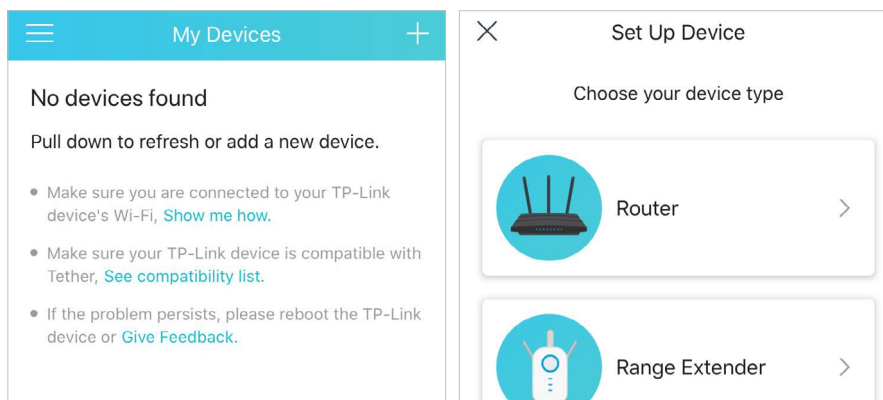 My Devices
No devices found
Pull down to refresh or add a new device.
Make sure you are connected to your TP-Link
device's Wi-Fi, Show me how.
Make sure your TP-Link device is compatible with
Tether, See compatibility list.
If the problem persists, please reboot the TP-Link
device or Give Feedback.
Set Up Device
Choose your device type
Router
Range Extender